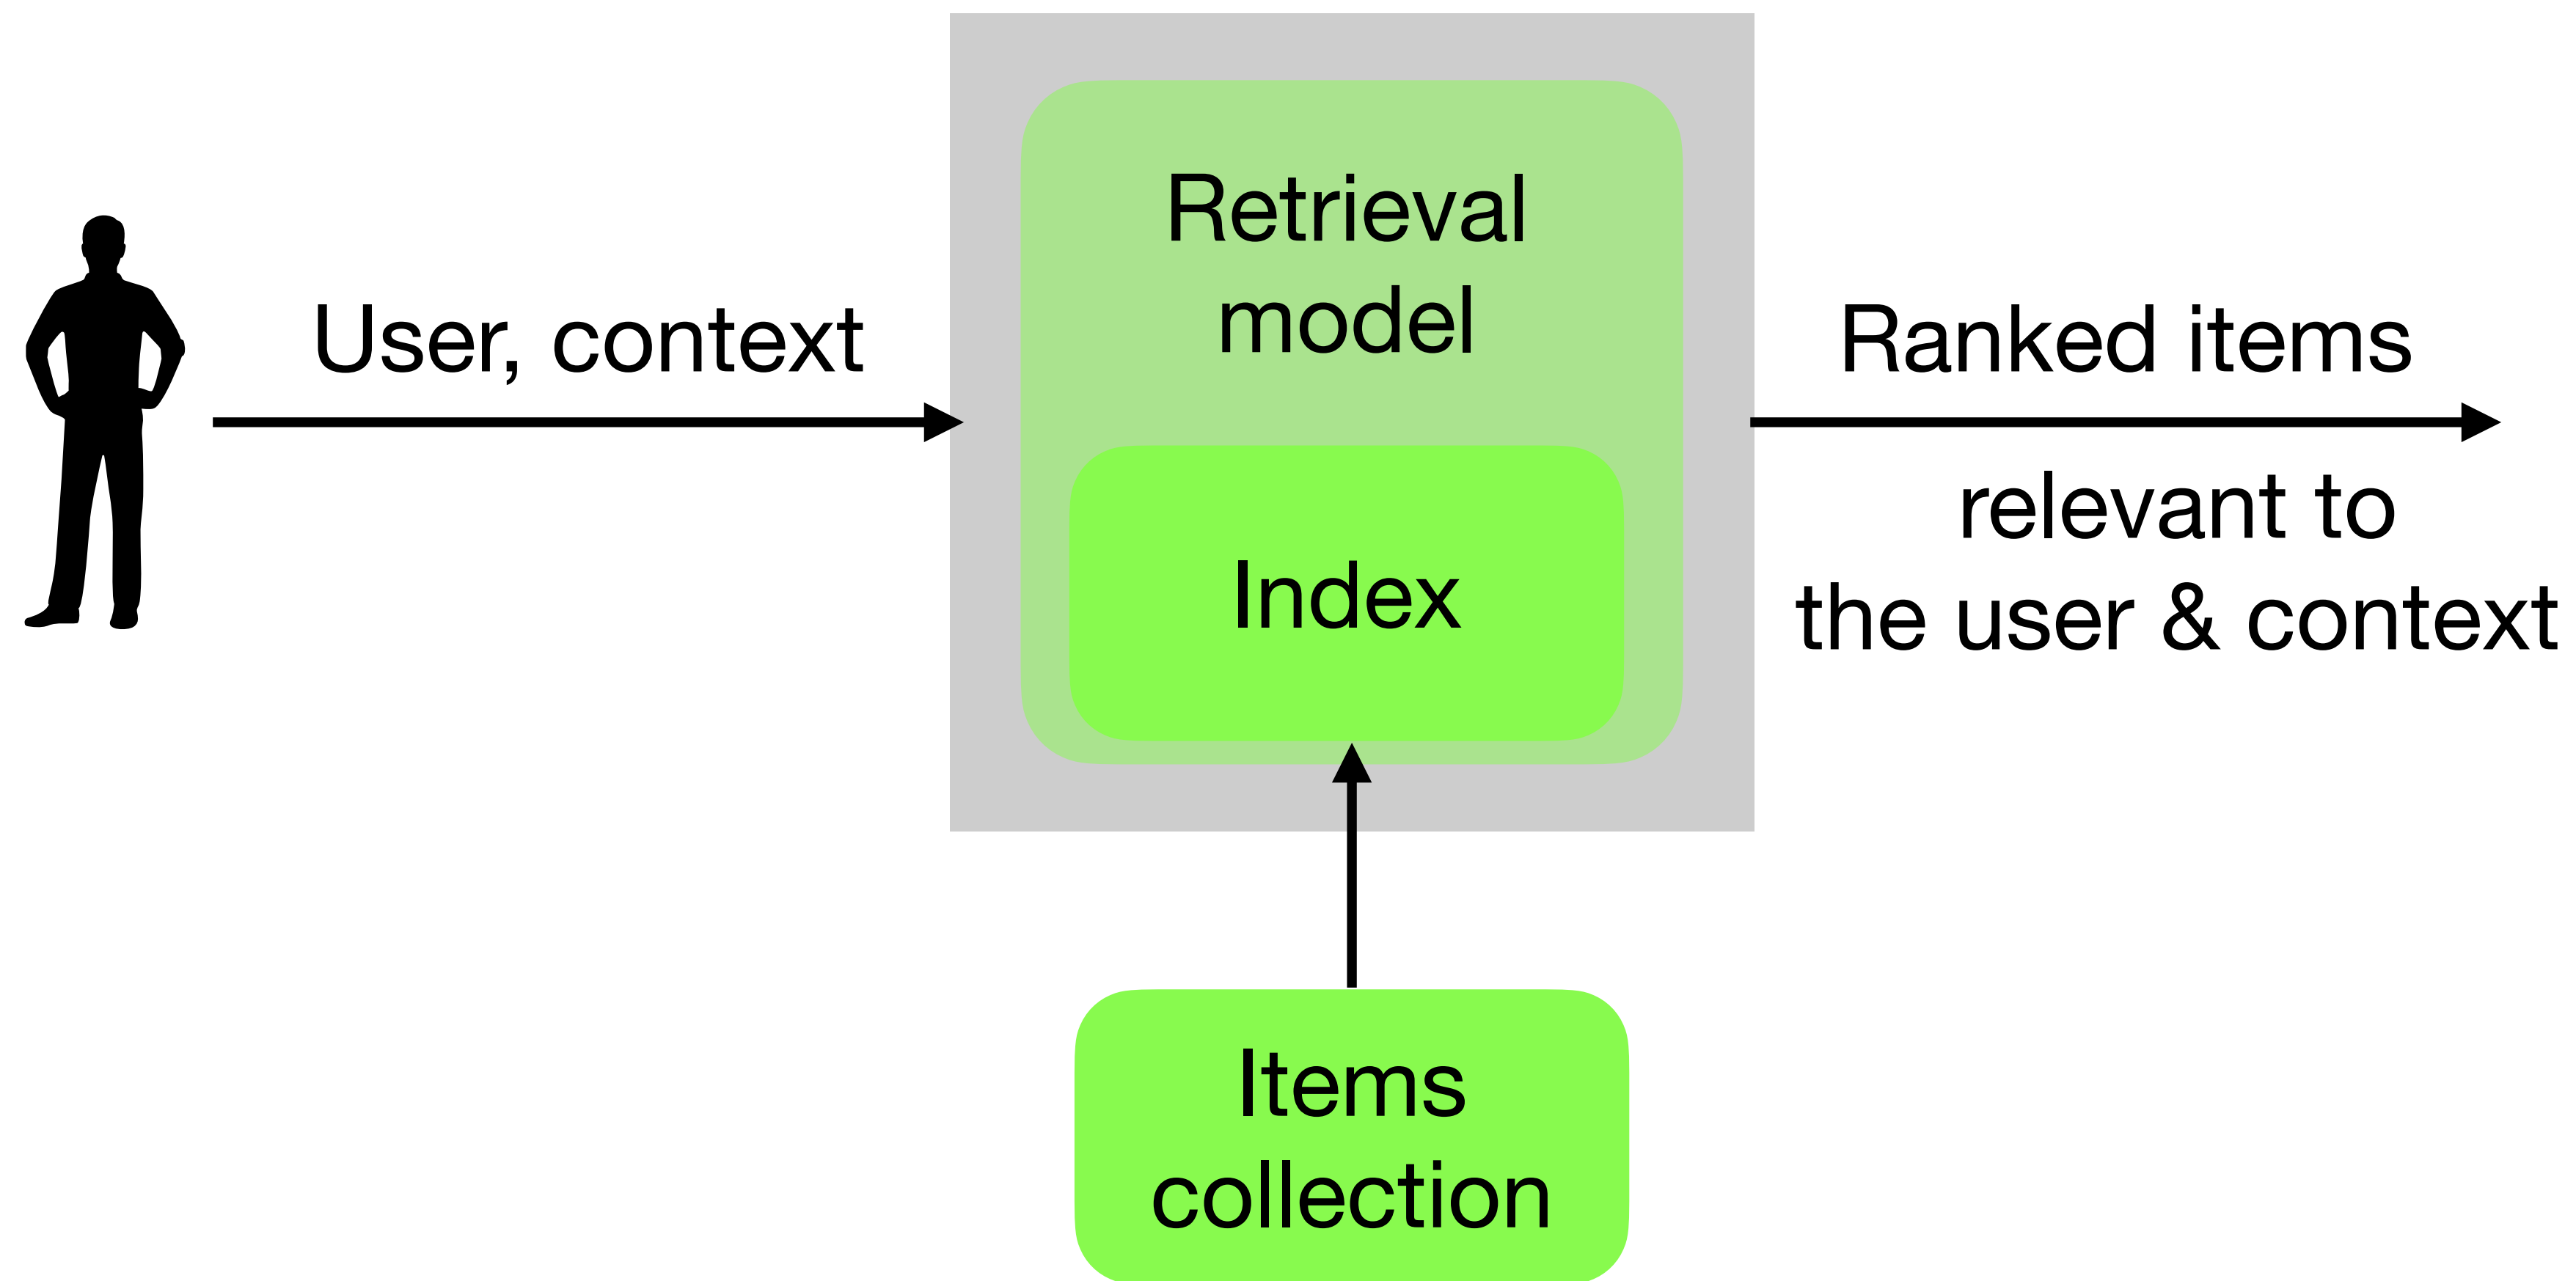 User, context
Retrieval
model
Index
Ranked items
relevant to
the user & context
Items
collection